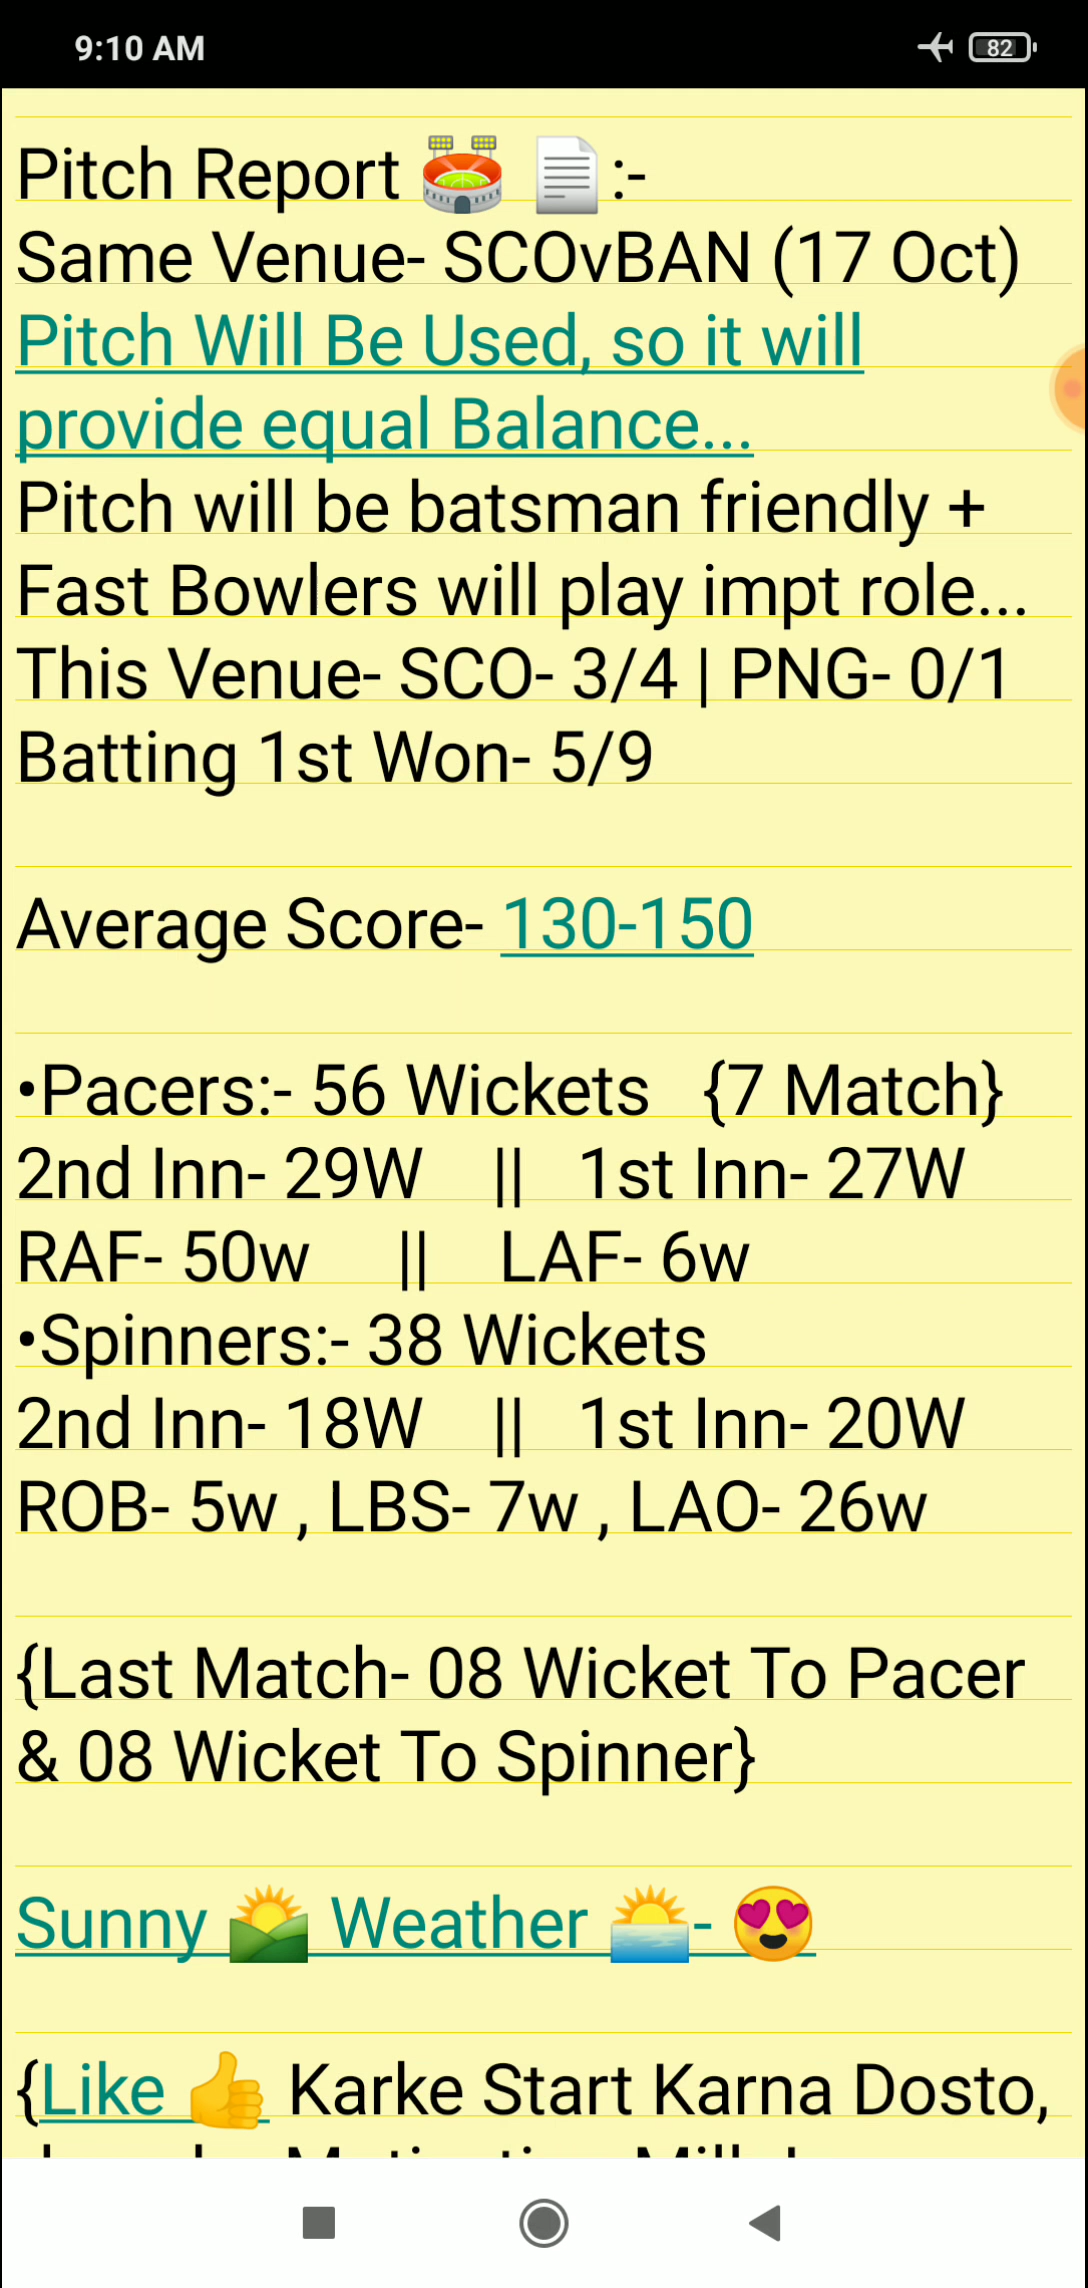 9:10 AM
82
Pitch Report 🏟 📄:-
Same Venue- SCOvBAN (17 Oct)
Pitch Will Be Used, so it will
provide equal Balance...
Pitch will be batsman friendly +
Fast Bowlers will play impt role...
This Venue- SCO- 3/4 | PNG- 0/1
Batting 1st Won- 5/9
Average Score- 130-150
•Pacers:- 56 Wickets {7 Match}
2nd Inn- 29W || 1st Inn- 27W
RAF- 50w || LAF- 6w
•Spinners:- 38 Wickets
2nd Inn- 18W || 1st Inn- 20W
ROB- 5w , LBS- 7w , LAO- 26w
{Last Match- 08 Wicket To Pacer
& 08 Wicket To Spinner}
Sunny 🌄 Weather 🌅- 😍
{Like 👍 Karke Start Karna Dosto,